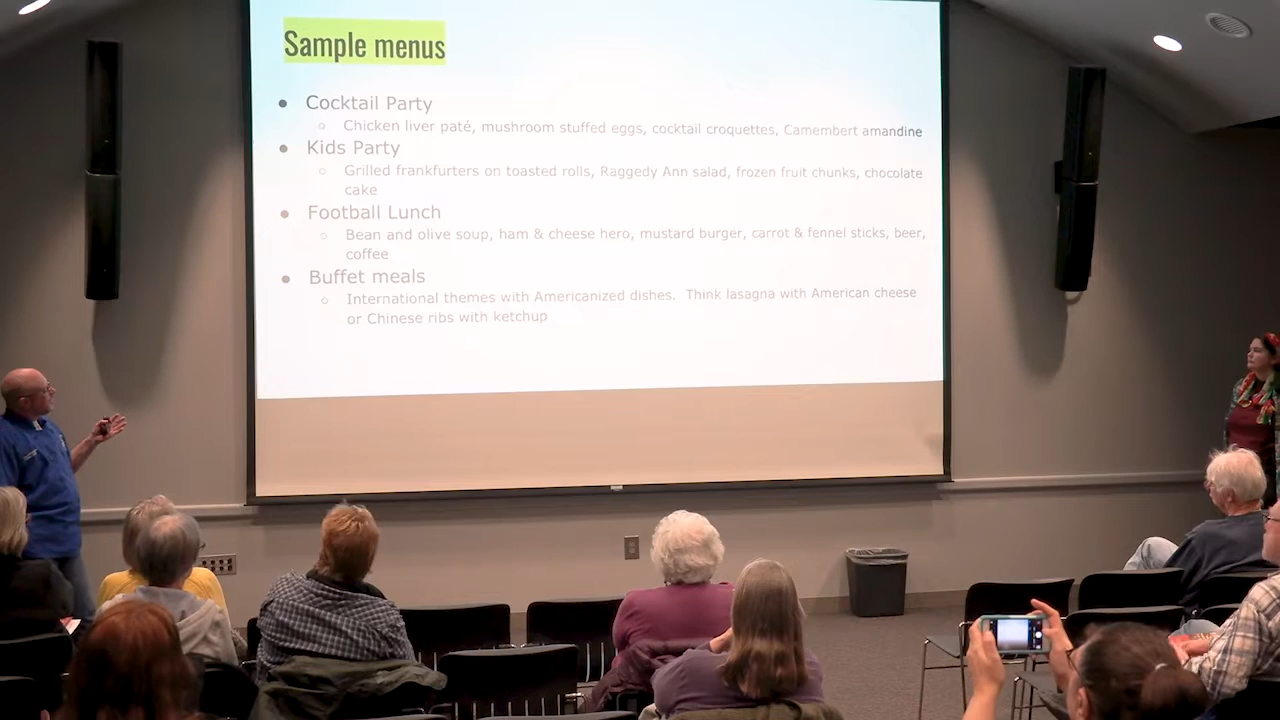 Sample menus
Cocktail Party
Chicken liver paté, mushroom stuffed eggs, cocktail croquettes, Camembert amandine
Kids Party
Grilled frankfurters on toasted rolls, Raggedy Ann salad, frozen fruit chunks, chocolate
cake
Football Lunch
Bean and olive soup, ham & cheese hero, mustard burger, carrot & fennel sticks, beer,
coffee
Buffet meals
International themes with Americanized dishes. Think lasagna with American cheese
or Chinese ribs with ketchup